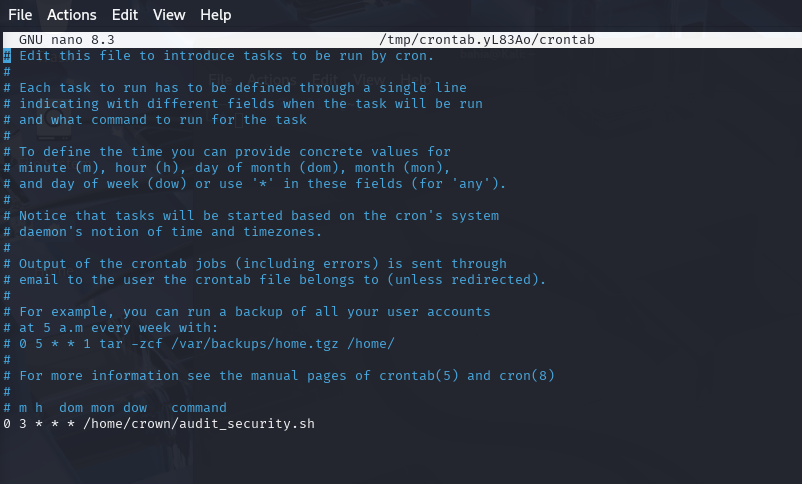 File Actions Edit View Help
GNU nano 8.3 /tmp/crontab.yL83Ao/crontab
# Edit this file to introduce tasks to be run by cron.
#
# Each task to run has to be defined through a single line
# indicating with different fields when the task will be run
# and what command to run for the task
#
# To define the time you can provide concrete values for
# minute (m), hour (h), day of month (dom), month (mon),
# and day of week (dow) or use '*' in these fields (for 'any').
#
# Notice that tasks will be started based on the cron's system
# daemon's notion of time and timezones.
#
# Output of the crontab jobs (including errors) is sent through
# email to the user the crontab file belongs to (unless redirected).
#
# For example, you can run a backup of all your user accounts
# at 5 a.m every week with:
# 0 5 * * 1 tar -zcf /var/backups/home.tgz /home/
#
# For more information see the manual pages of crontab(5) and cron(8)
#
# m h  dom mon dow   command
0 3 * * * /home/crown/audit_security.sh